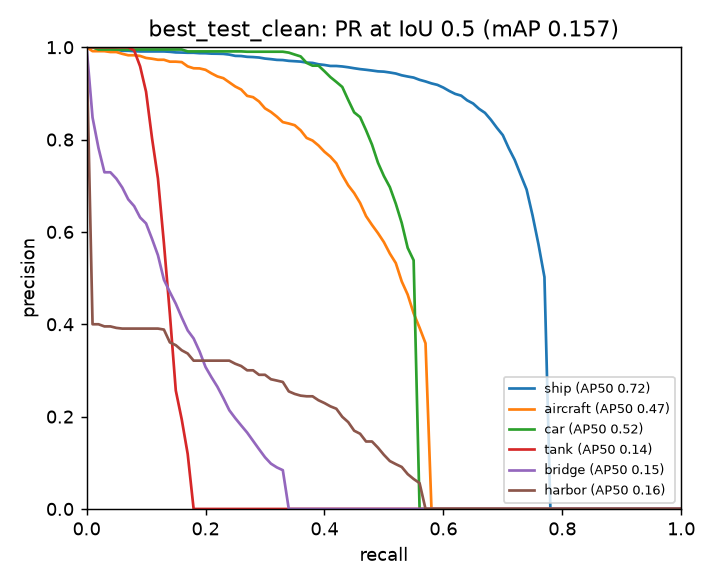 best_test_clean: PR at IoU 0.5 (mAP 0.157)
1.0
0.8
0.6
0.4
0.2
0.0
precision
ship (AP50 0.72)
aircraft (AP50 0.47)
car (AP50 0.52)
tank (AP50 0.14)
bridge (AP50 0.15)
harbor (AP50 0.16)
0.0 0.2 0.4 0.6 0.8 1.0
recall